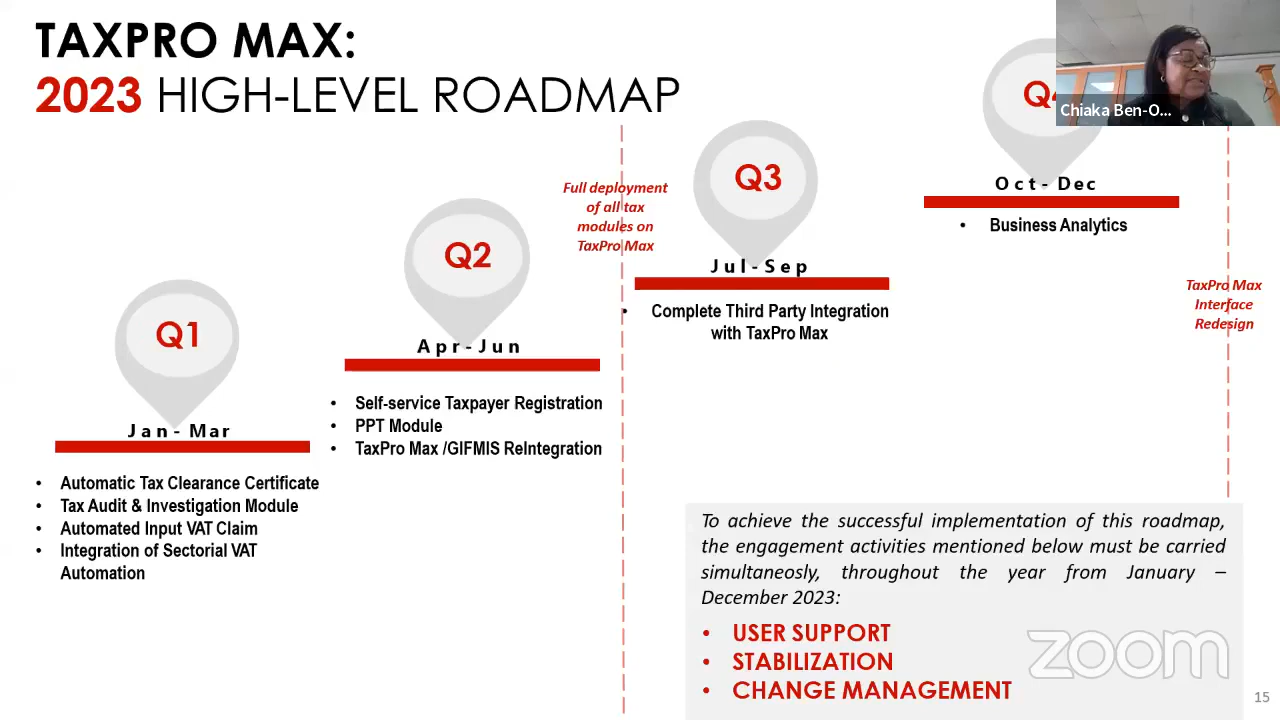 TAXPRO MAX:
2023 HIGH-LEVEL ROADMAP
Chiaka Ben-O...
Q1
Jan- Mar
• Automatic Tax Clearance Certificate
• Tax Audit & Investigation Module
• Automated Input VAT Claim
• Integration of Sectorial VAT
Automation
Q2
Apr-Jun
• Self-service Taxpayer Registration
• PPT Module
• TaxPro Max /GIFMIS ReIntegration
Full deployment
of all tax
modules on
TaxPro Max
Q3
Jul-Sep
• Complete Third Party Integration
with TaxPro Max
Q4
Oct- Dec
• Business Analytics
TaxPro Max
Interface
Redesign
To achieve the successful implementation of this roadmap,
the engagement activities mentioned below must be carried
simultaneosly, throughout the year from January –
December 2023:
• USER SUPPORT
• STABILIZATION
• CHANGE MANAGEMENT
zoom
15